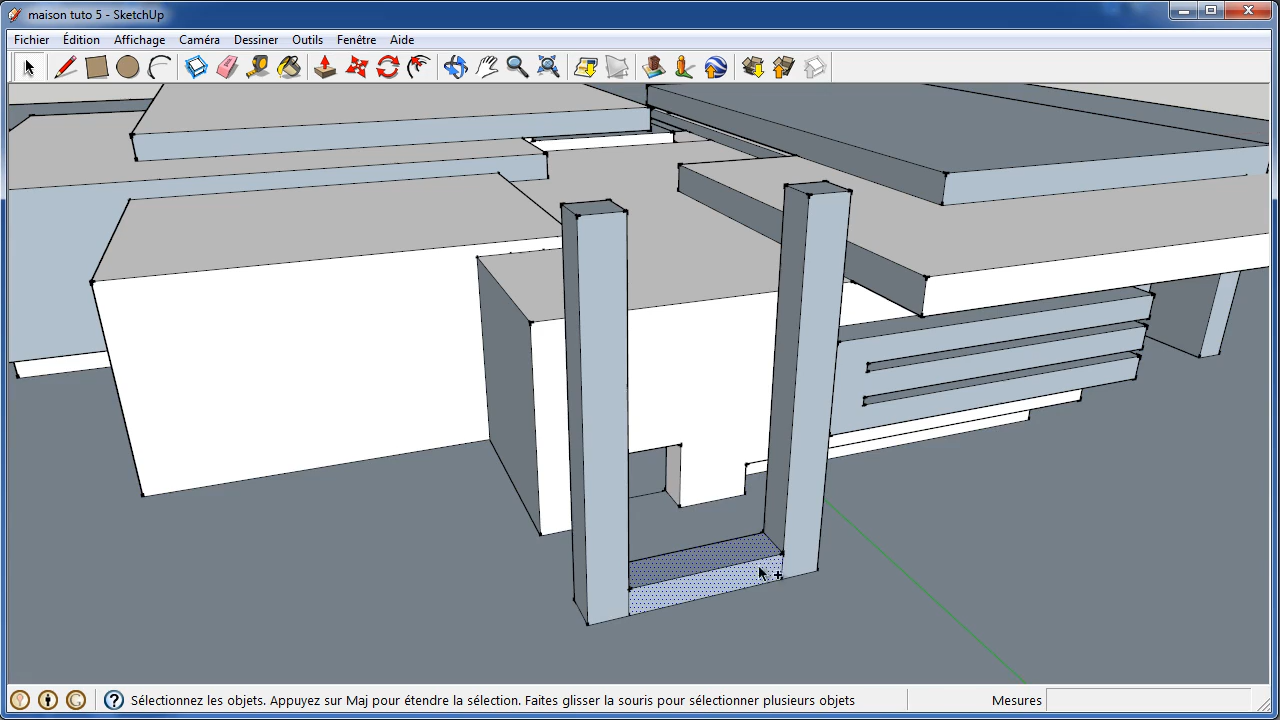 maison tuto 5 - SketchUp
Fichier Édition Affichage Caméra Dessiner Outils Fenêtre Aide
Sélectionnez les objets. Appuyez sur Maj pour étendre la sélection. Faites glisser la souris pour sélectionner plusieurs objets Mesures